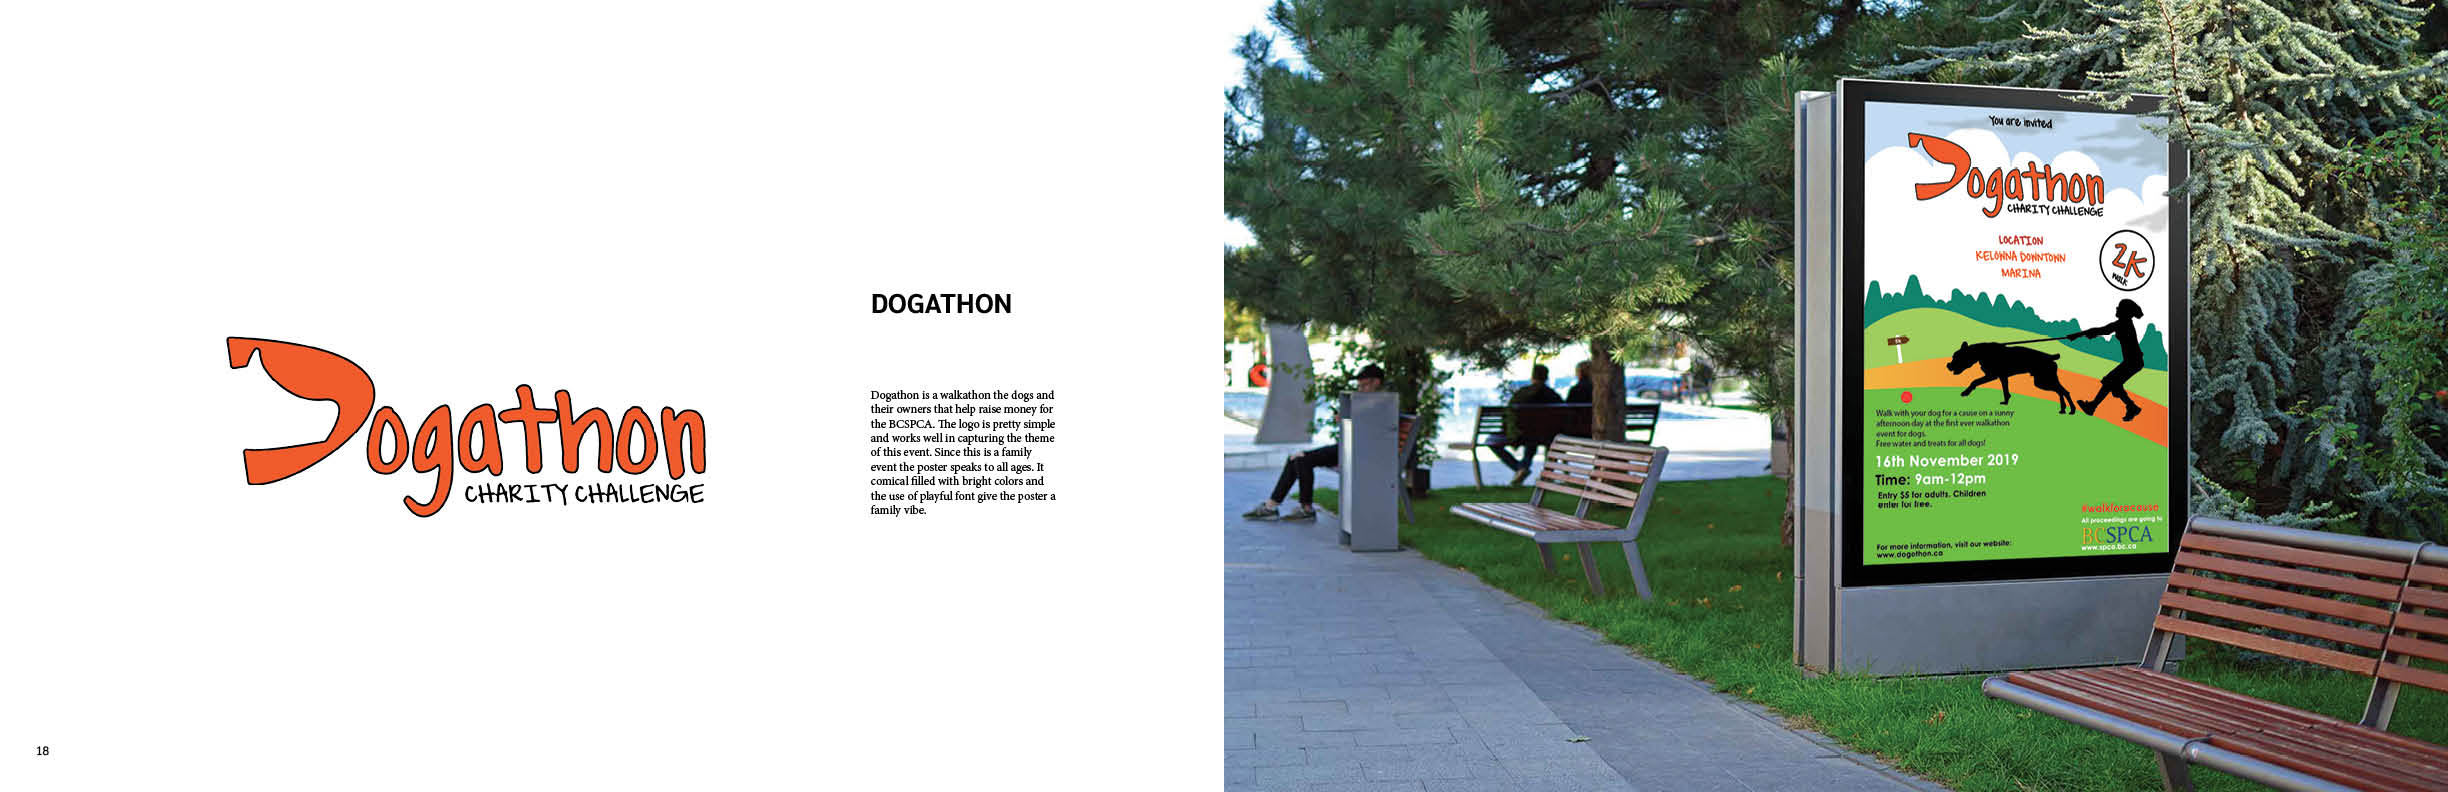 Dogathon
CHARITY CHALLENGE
DOGATHON
Dogathon is a walkathon the dogs and
their owners that help raise money for
the BCSPCA. The logo is pretty simple
and works well in capturing the theme
of this event. Since this is a family
event the poster speaks to all ages. It
comical filled with bright colors and
the use of playful font give the poster a
family vibe.
18
You are invited
Dogathon
CHARITY CHALLENGE
LOCATION
KELOWNA DOWNTOWN
MARINA
2K
WALK
Walk with your dog for a cause on a sunny
afternoon day at the first ever walkathon
event for dogs.
Free water and treats for all dogs!
16th November 2019
Time: 9am-12pm
Entry $5 for adults. Children
enter for free.
#walkforacause
All proceedings are going to
BCSPCA
www.spca.bc.ca
For more information, visit our website:
www.dogathon.ca